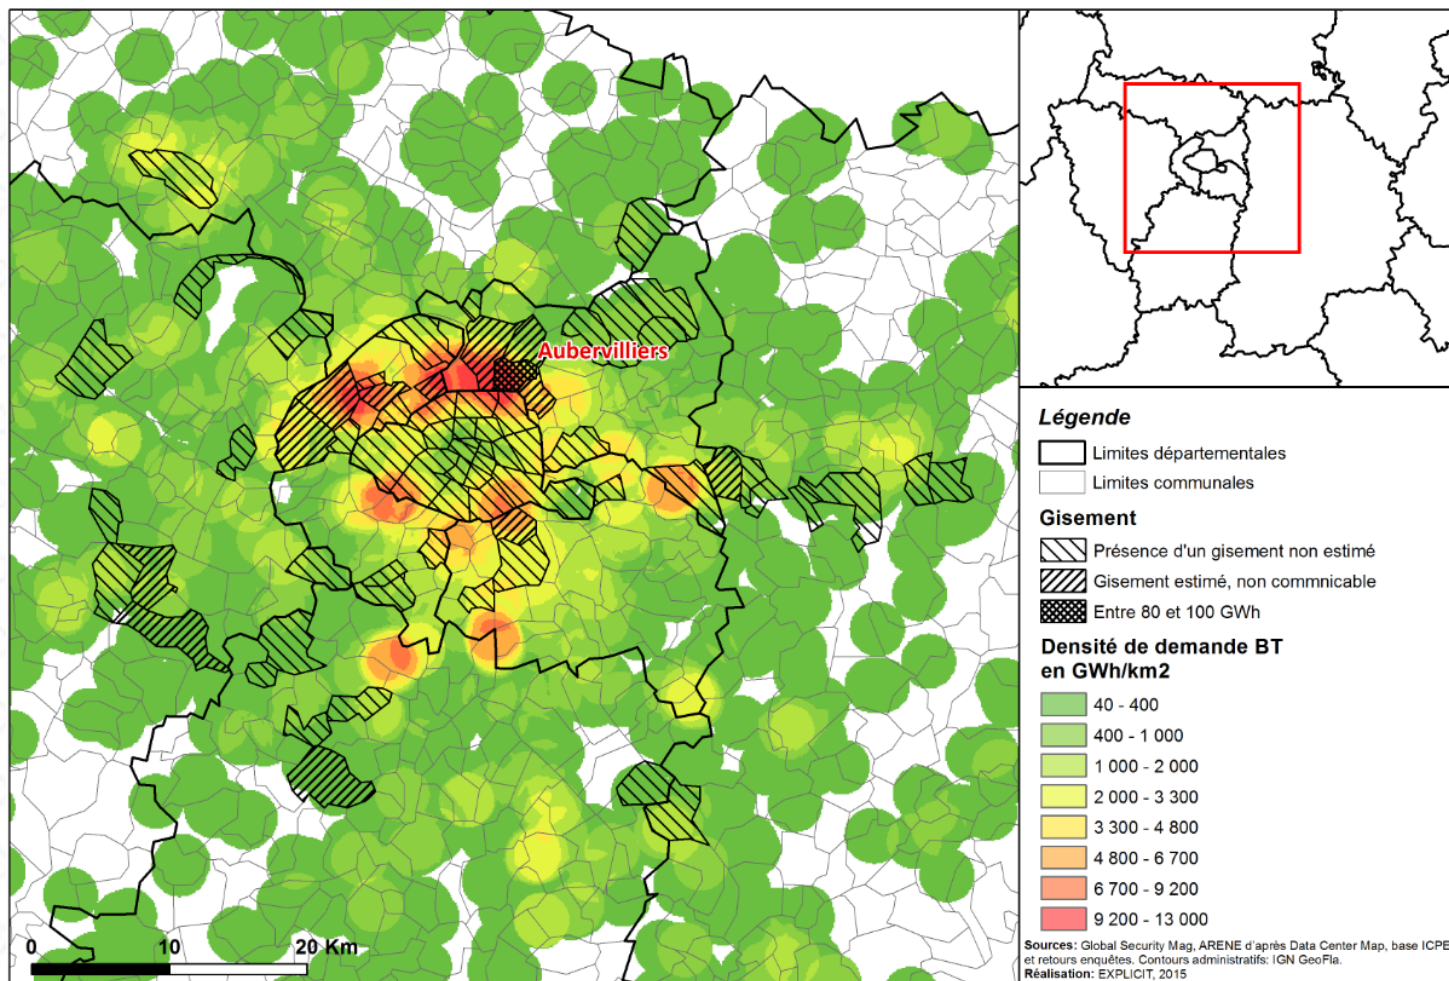 Aubervilliers
0 10 20 Km
Légende
Limites départementales
Limites communales
Gisement
Présence d'un gisement non estimé
Gisement estimé, non commnicable
Entre 80 et 100 GWh
Densité de demande BT
en GWh/km2
40 - 400
400 - 1 000
1 000 - 2 000
2 000 - 3 300
3 300 - 4 800
4 800 - 6 700
6 700 - 9 200
9 200 - 13 000
Sources: Global Security Mag, ARENE d'après Data Center Map, base ICPE
et retours enquêtes. Contours administratifs: IGN GeoFla.
Réalisation: EXPLICIT, 2015